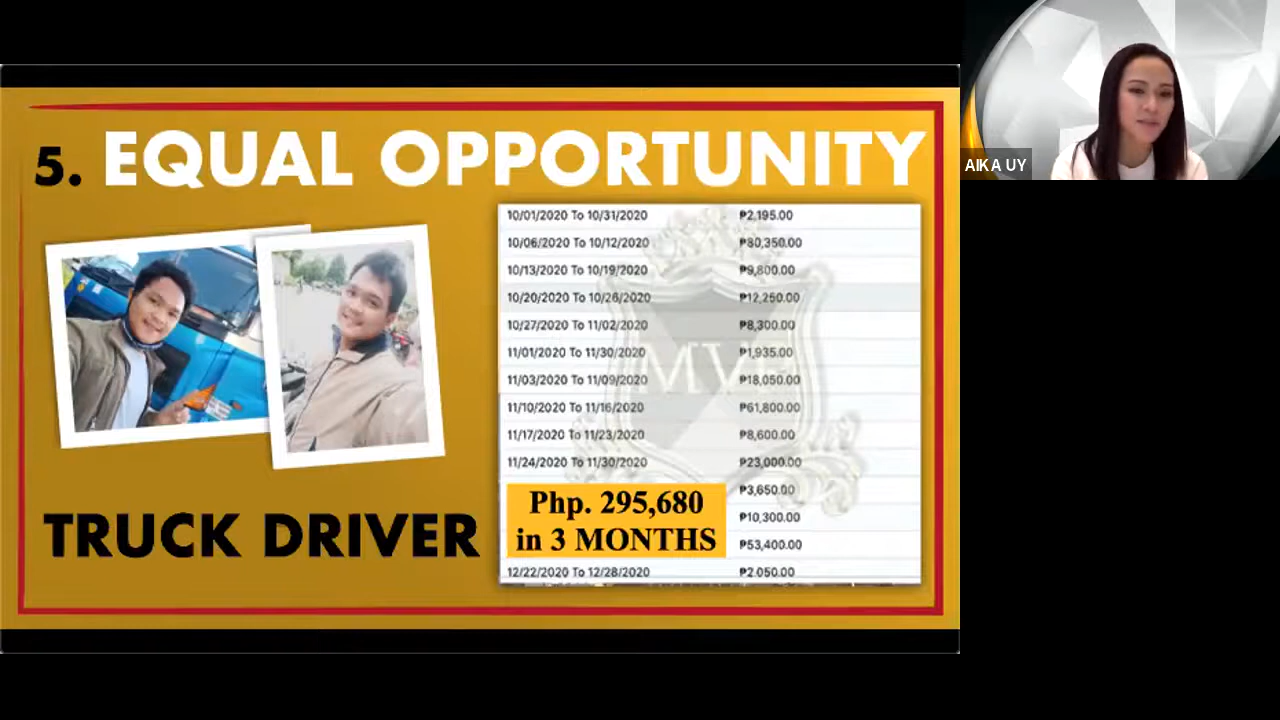 5. EQUAL OPPORTUNITY
10/01/2020 To 10/31/2020 ₱2,195.00
10/06/2020 To 10/12/2020 ₱80,350.00
10/13/2020 To 10/19/2020 ₱9,800.00
10/20/2020 To 10/26/2020 ₱12,250.00
10/27/2020 To 11/02/2020 ₱8,300.00
11/01/2020 To 11/30/2020 ₱1,935.00
11/03/2020 To 11/09/2020 ₱18,050.00
11/10/2020 To 11/16/2020 ₱61,800.00
11/17/2020 To 11/23/2020 ₱8,600.00
11/24/2020 To 11/30/2020 ₱23,000.00
₱3,650.00
₱10,300.00
₱53,400.00
12/22/2020 To 12/28/2020 ₱2,050.00
Php. 295,680
in 3 MONTHS
TRUCK DRIVER
AIKA UY